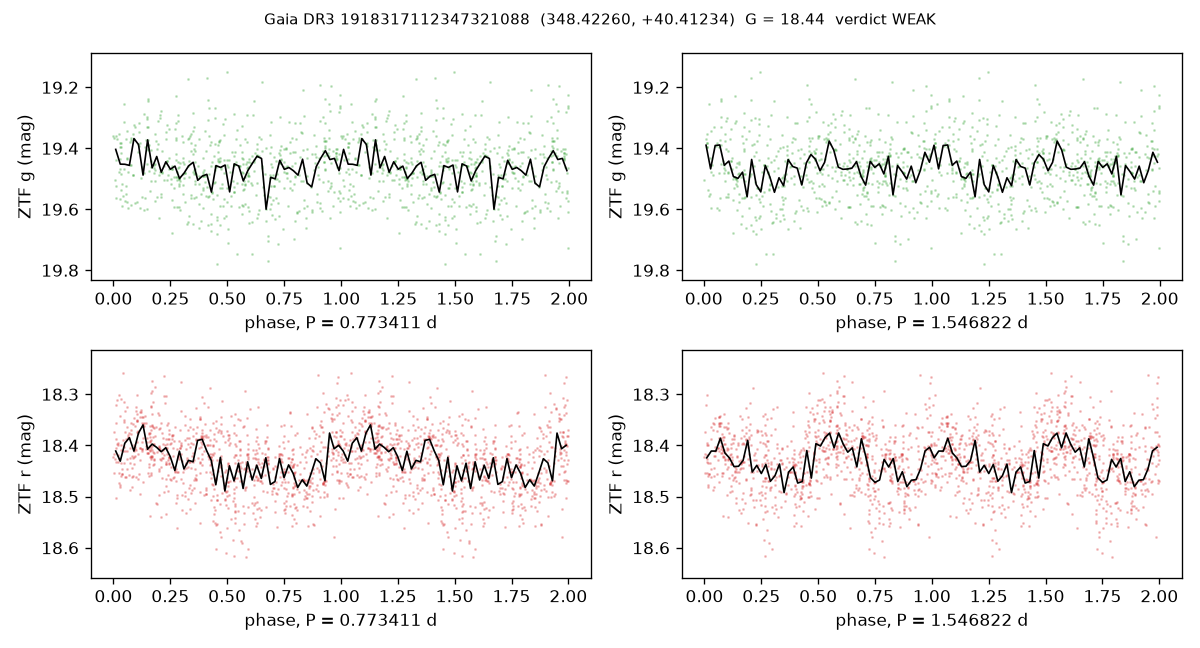 Gaia DR3 1918317112347321088 (348.42260, +40.41234) G = 18.44 verdict WEAK
ZTF g (mag)
19.2
19.4
19.6
19.8
0.00 0.25 0.50 0.75 1.00 1.25 1.50 1.75 2.00
phase, P = 0.773411 d
ZTF g (mag)
19.2
19.4
19.6
19.8
0.00 0.25 0.50 0.75 1.00 1.25 1.50 1.75 2.00
phase, P = 1.546822 d
ZTF r (mag)
18.3
18.4
18.5
18.6
0.00 0.25 0.50 0.75 1.00 1.25 1.50 1.75 2.00
phase, P = 0.773411 d
ZTF r (mag)
18.3
18.4
18.5
18.6
0.00 0.25 0.50 0.75 1.00 1.25 1.50 1.75 2.00
phase, P = 1.546822 d